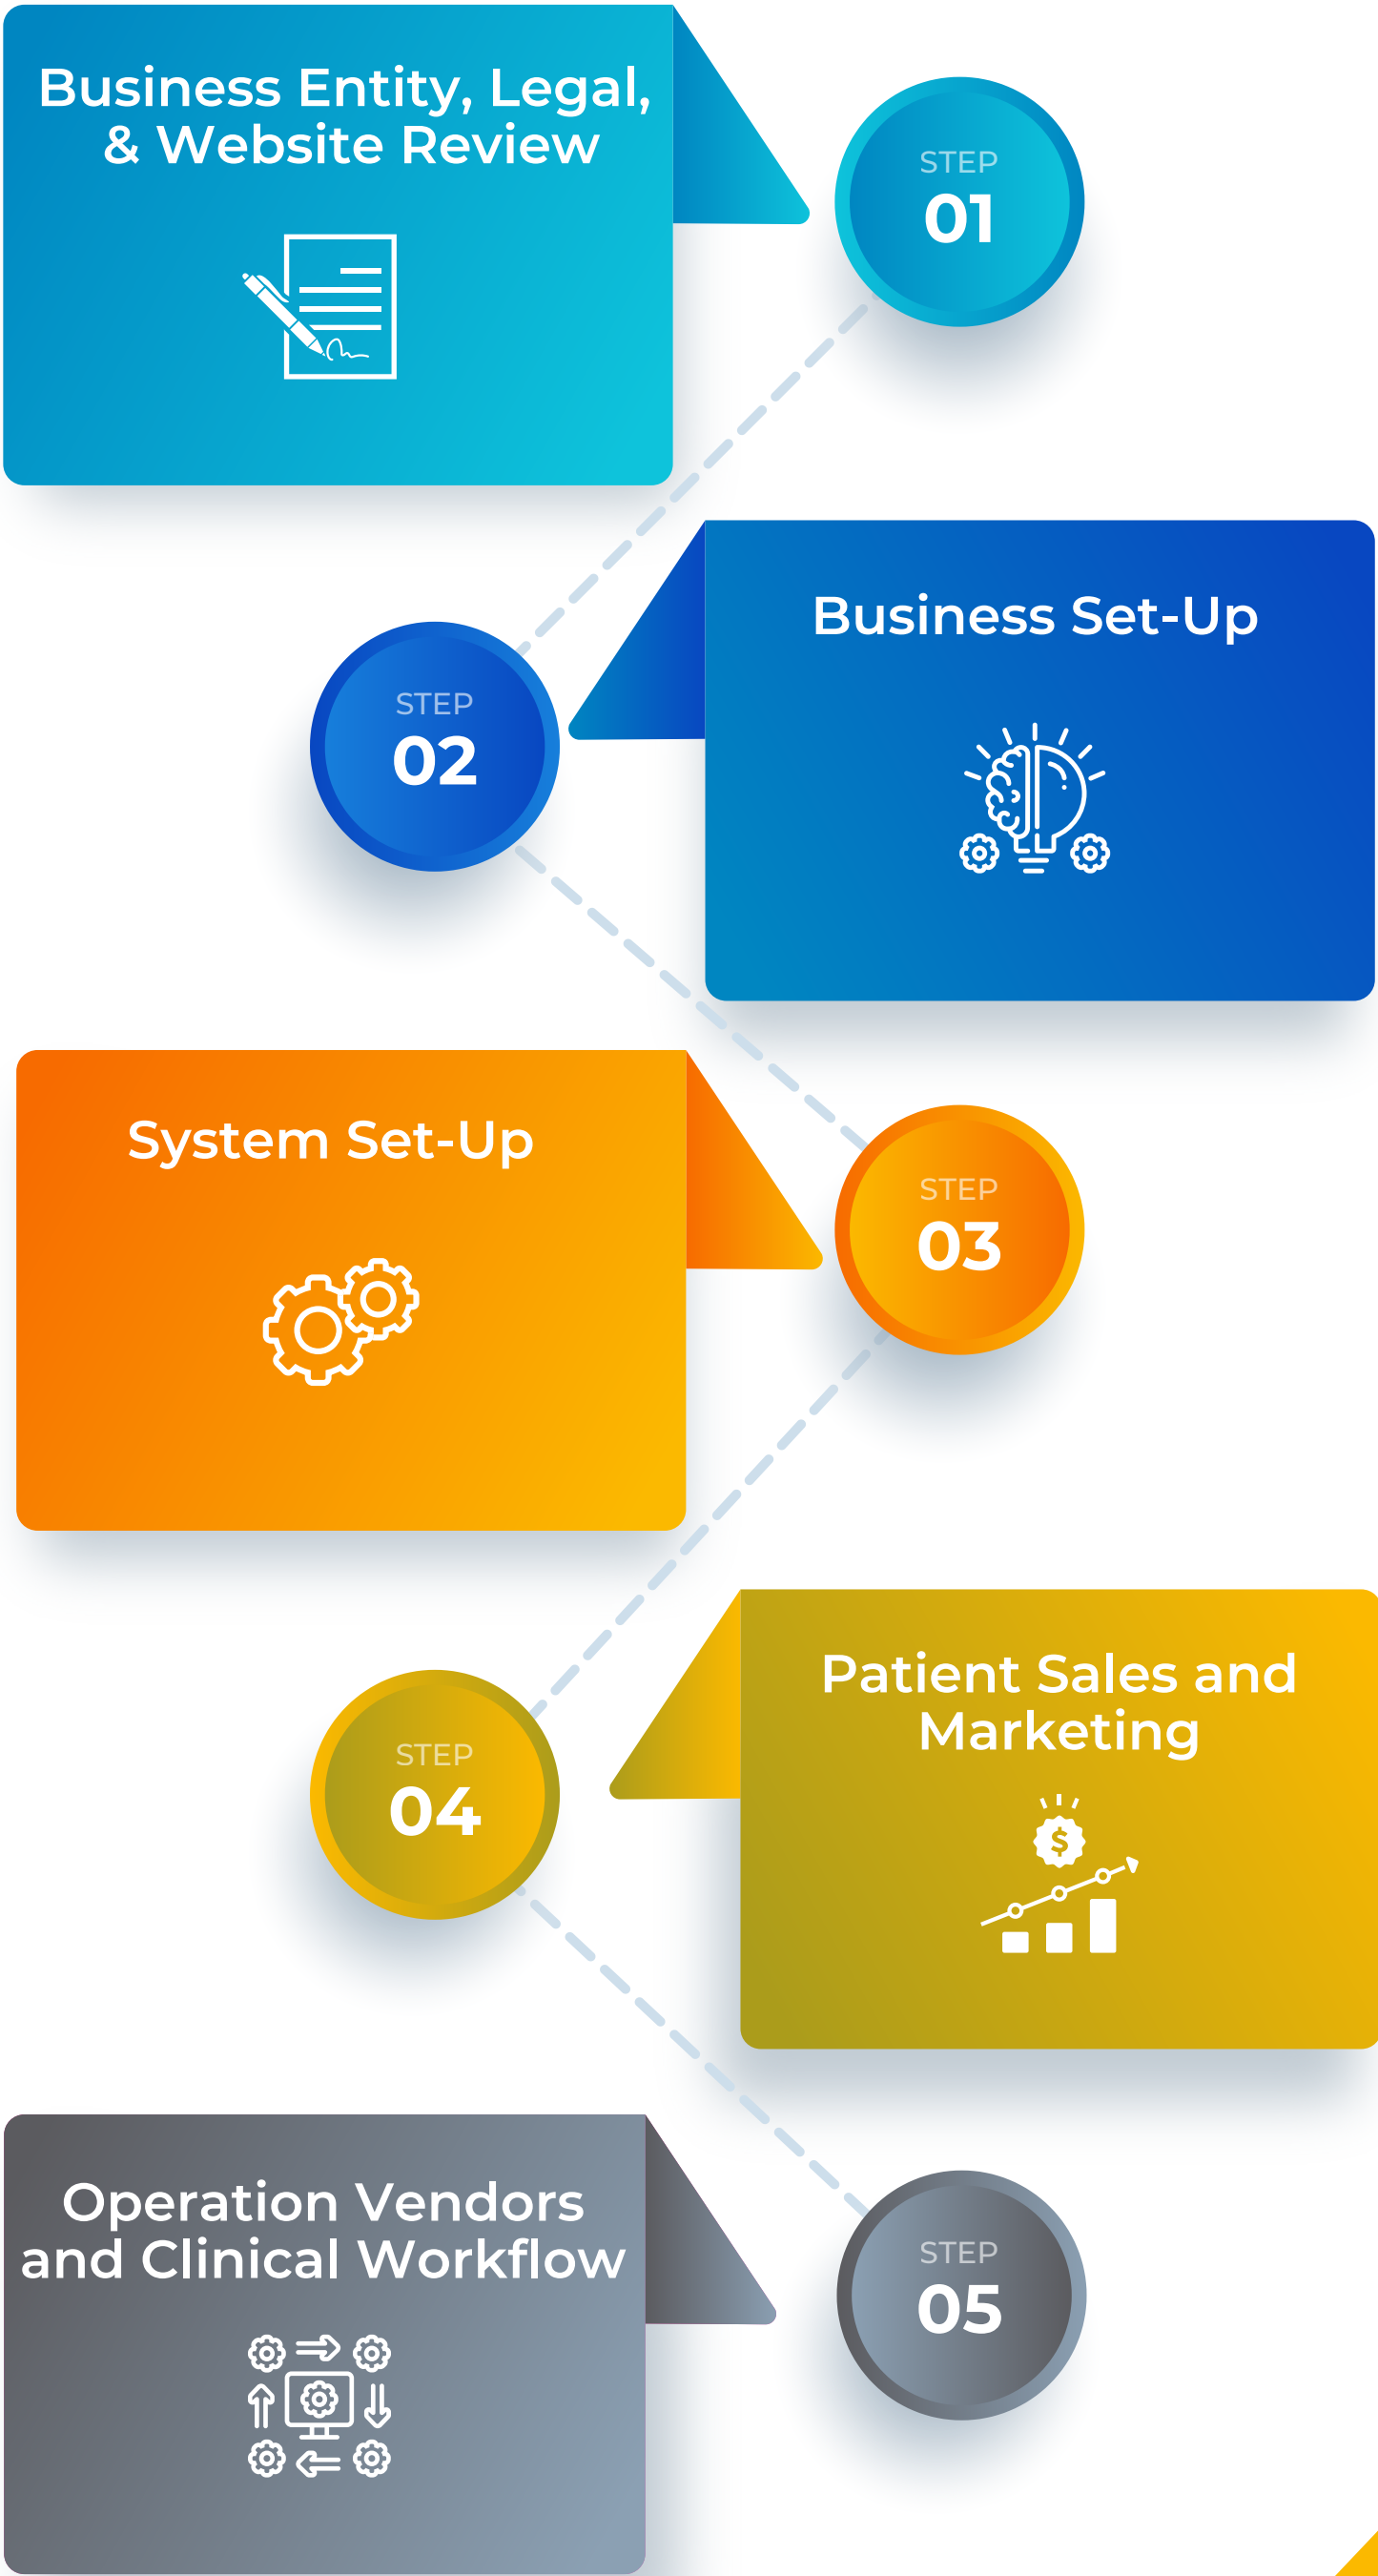 Business Entity, Legal,
& Website Review
STEP
01
Business Set-Up
STEP
02
System Set-Up
STEP
03
Patient Sales and
Marketing
$
STEP
04
Operation Vendors
and Clinical Workflow
STEP
05